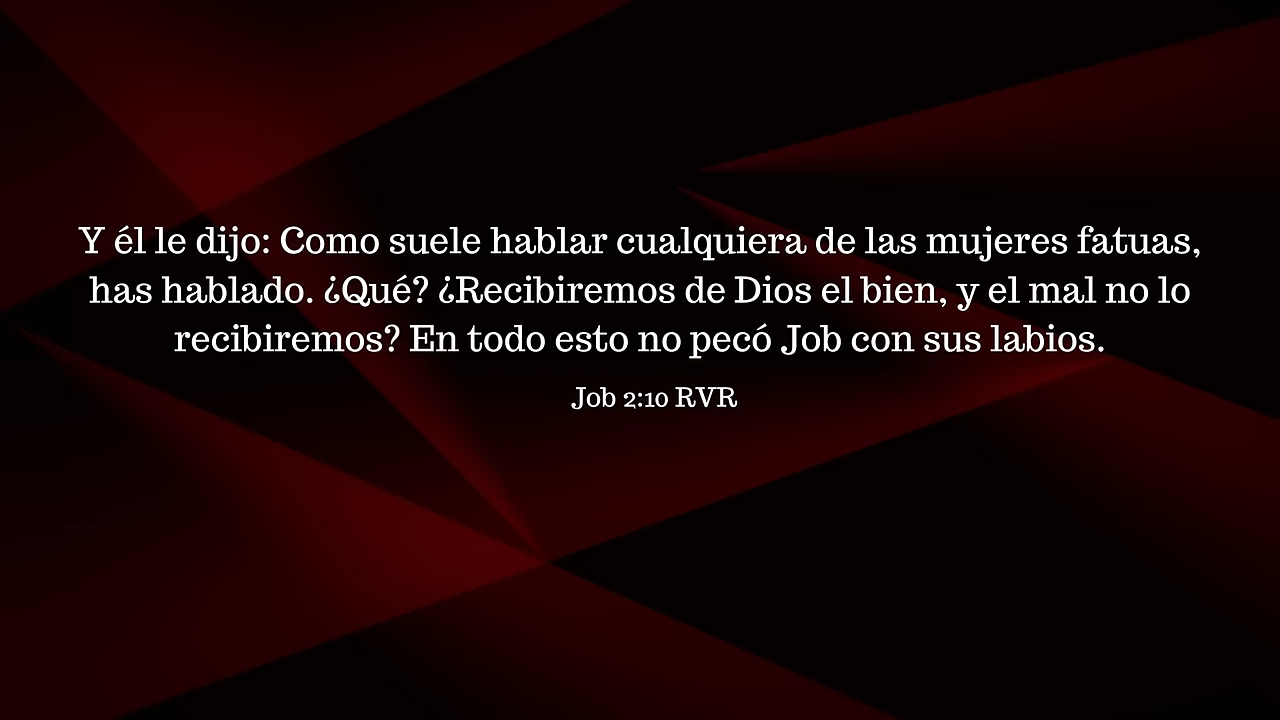 Y él le dijo: Como suele hablar cualquiera de las mujeres fatuas,
has hablado. ¿Qué? ¿Recibiremos de Dios el bien, y el mal no lo
recibiremos? En todo esto no pecó Job con sus labios.
Job 2:10 RVR